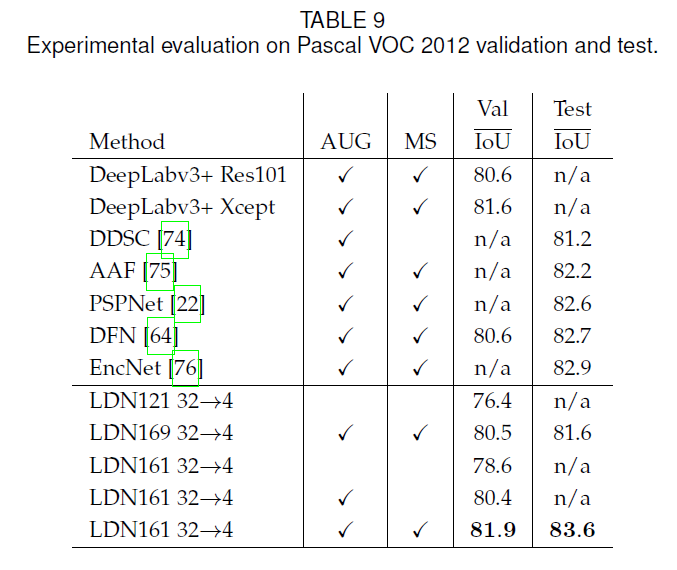 TABLE 9
Experimental evaluation on Pascal VOC 2012 validation and test.
Val Test
Method AUG MS IoU IoU
DeepLabv3+ Res101 ✓ ✓ 80.6 n/a
DeepLabv3+ Xcept ✓ ✓ 81.6 n/a
DDSC [74] ✓ n/a 81.2
AAF [75] ✓ ✓ n/a 82.2
PSPNet [22] ✓ ✓ n/a 82.6
DFN [64] ✓ ✓ 80.6 82.7
EncNet [76] ✓ ✓ n/a 82.9
LDN121 32→4 76.4 n/a
LDN169 32→4 ✓ ✓ 80.5 81.6
LDN161 32→4 78.6 n/a
LDN161 32→4 ✓ 80.4 n/a
LDN161 32→4 ✓ ✓ 81.9 83.6